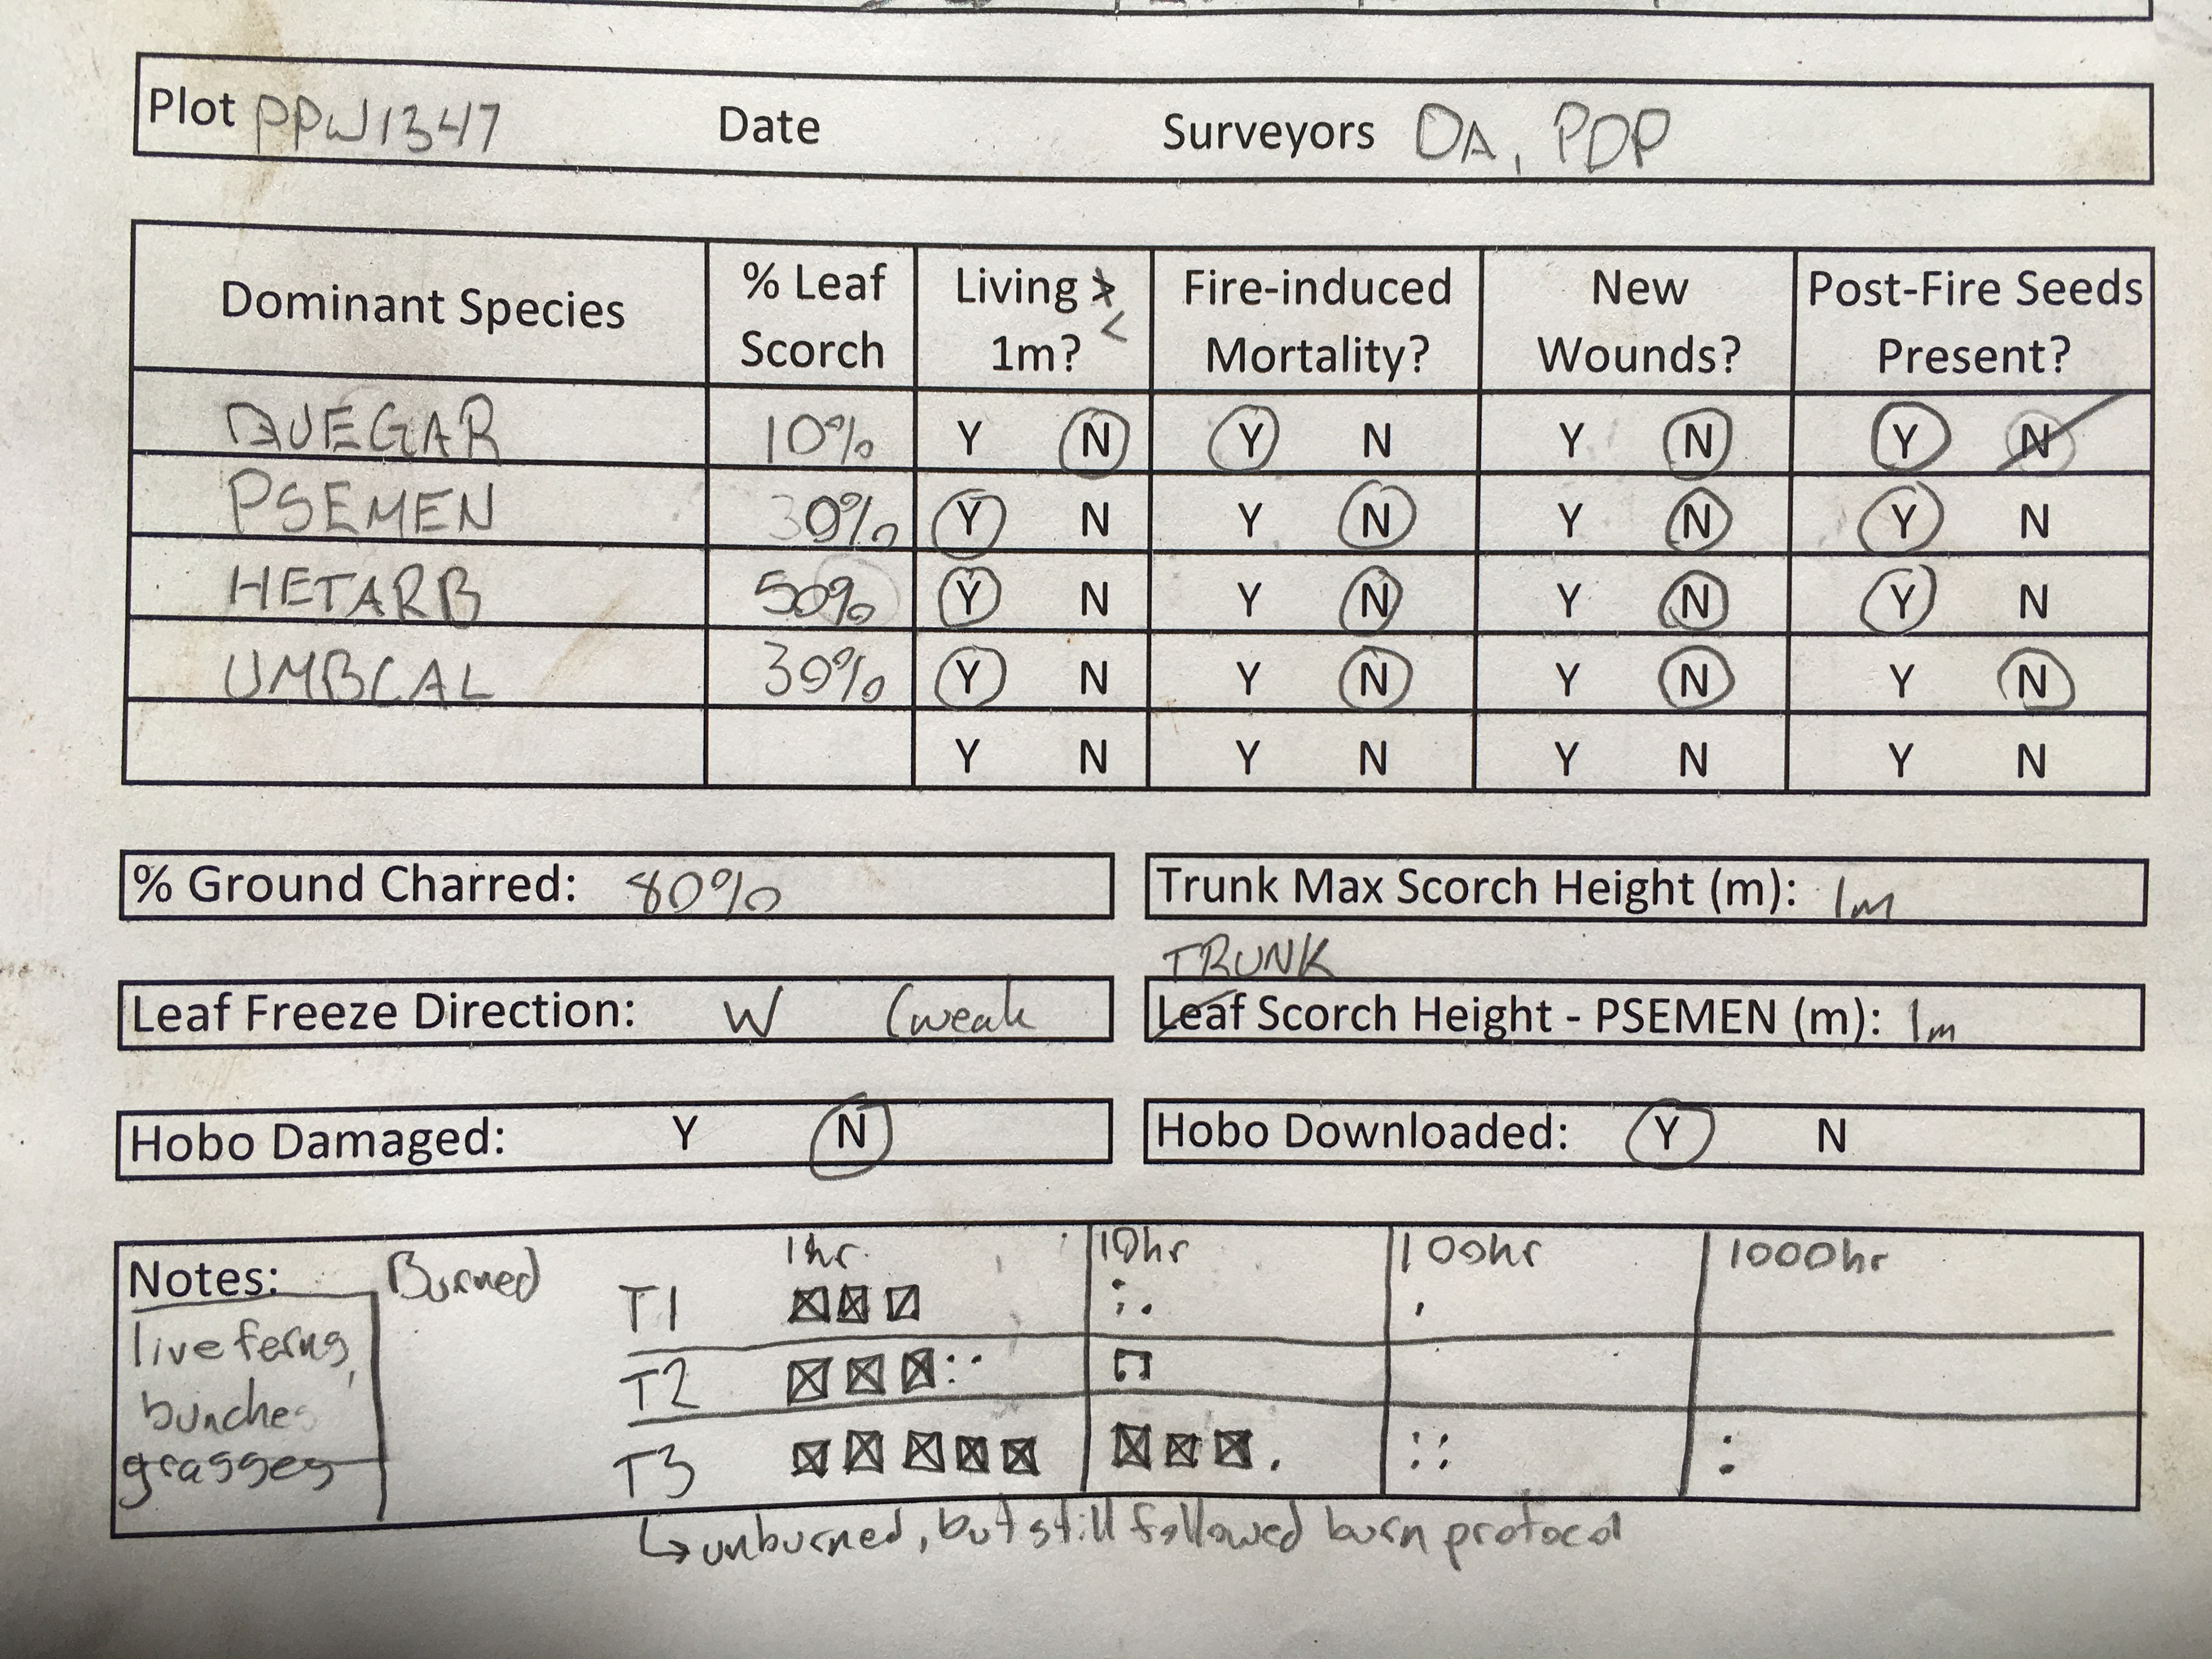 Plot PPW1347 Date Surveyors DA, PDP
Dominant Species % Leaf Scorch Living < 1m? Fire-induced Mortality? New Wounds? Post-Fire Seeds Present?
QUEGAR 10% Y N Y N Y N Y N
PSEMEN 30% Y N Y N Y N Y N
HETARB 50% Y N Y N Y N Y N
UMBCAL 30% Y N Y N Y N Y N
Y N Y N Y N Y N
% Ground Charred: 80% Trunk Max Scorch Height (m): 1m
TRUNK
Leaf Freeze Direction: W (weak Leaf Scorch Height - PSEMEN (m): 1m
Hobo Damaged: Y N Hobo Downloaded: Y N
Notes: Burned 1hr 10hr 100hr 1000hr
live ferns, T1
bunches T2
grasses T3
unburned, but still followed burn protocol